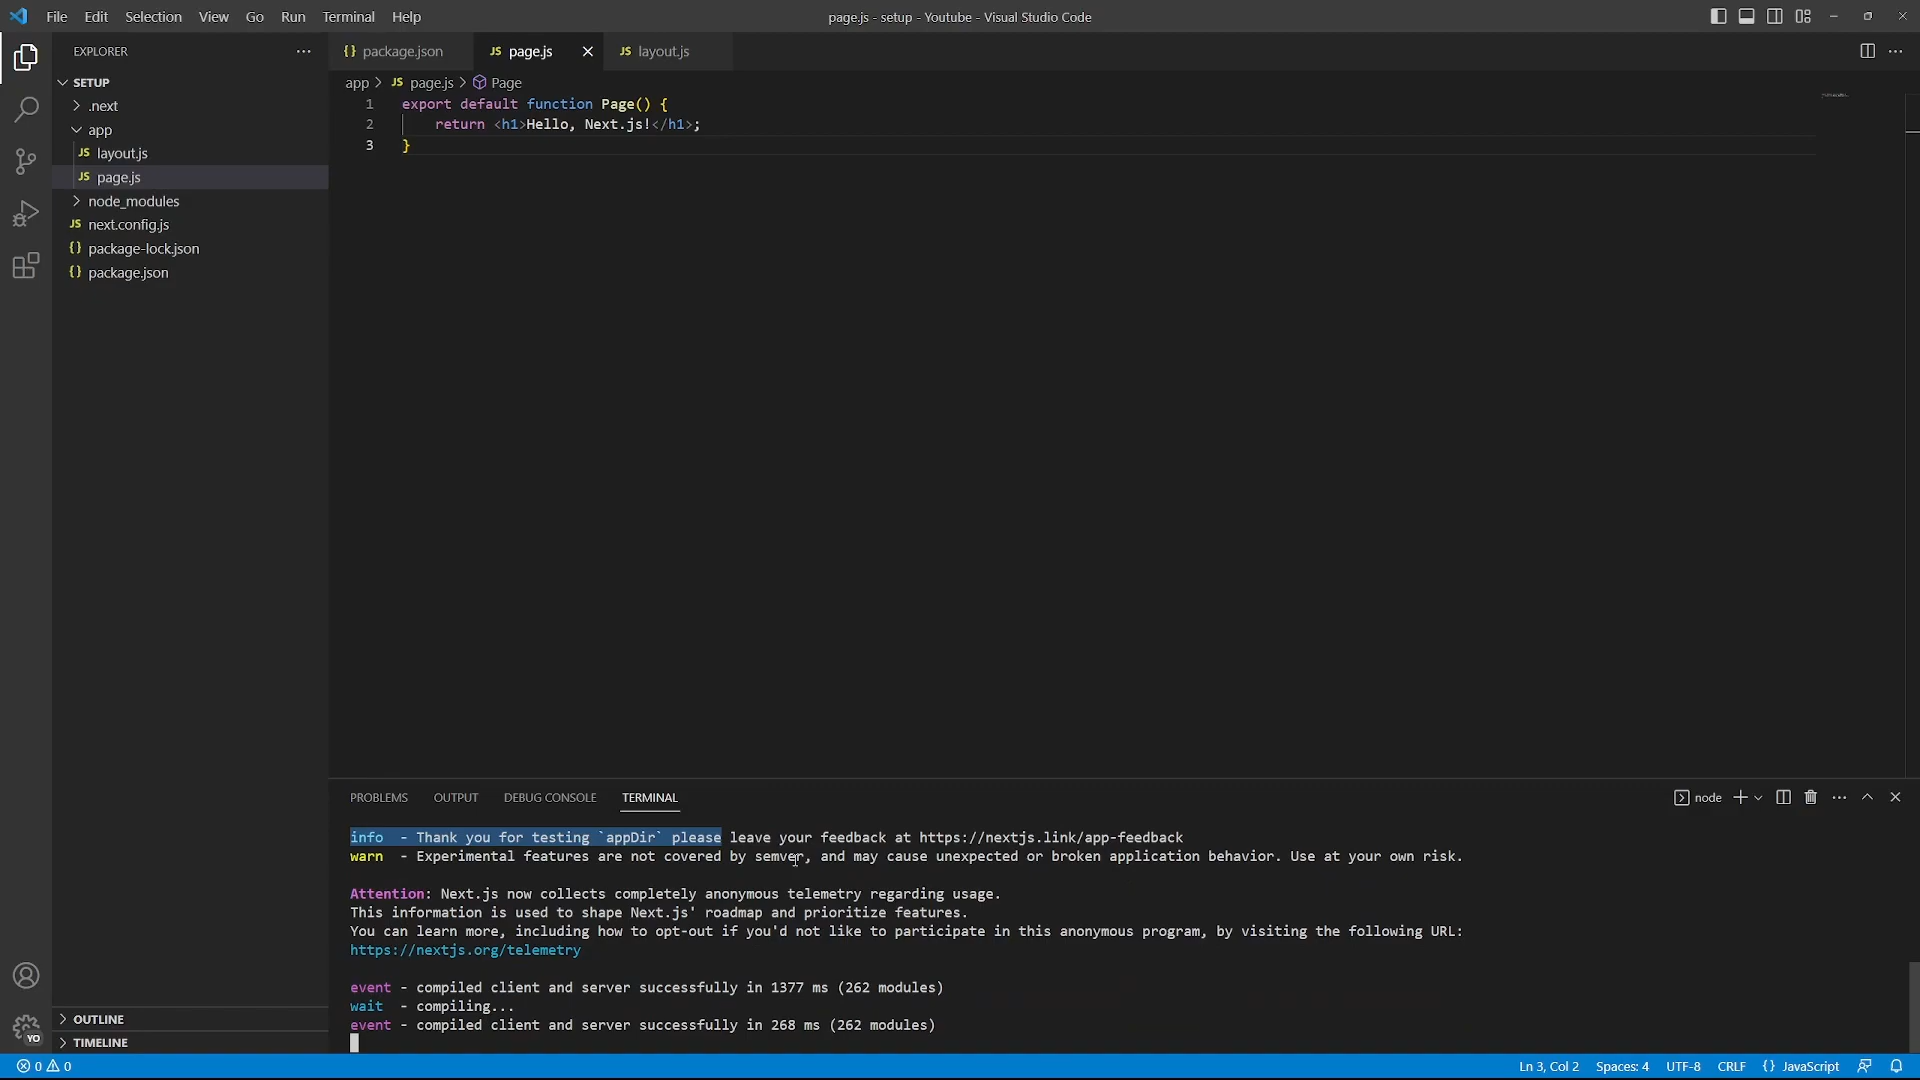 File Edit Selection View Go Run Terminal Help
page.js - setup - Youtube - Visual Studio Code
EXPLORER
SETUP
.next
app
JS layout.js
JS page.js
node_modules
JS next.config.js
{} package-lock.json
{} package.json
OUTLINE
TIMELINE
YO
{} package.json
JS page.js
JS layout.js
app > JS page.js > Page
1 export default function Page() {
2 return <h1>Hello, Next.js!</h1>;
3 }
PROBLEMS OUTPUT DEBUG CONSOLE TERMINAL
node
info - Thank you for testing `appDir` please leave your feedback at https://nextjs.link/app-feedback
warn - Experimental features are not covered by semver, and may cause unexpected or broken application behavior. Use at your own risk.
Attention: Next.js now collects completely anonymous telemetry regarding usage.
This information is used to shape Next.js' roadmap and prioritize features.
You can learn more, including how to opt-out if you'd not like to participate in this anonymous program, by visiting the following URL:
https://nextjs.org/telemetry
event - compiled client and server successfully in 1377 ms (262 modules)
wait - compiling...
event - compiled client and server successfully in 268 ms (262 modules)
0 0
Ln 3, Col 2 Spaces: 4 UTF-8 CRLF {} JavaScript